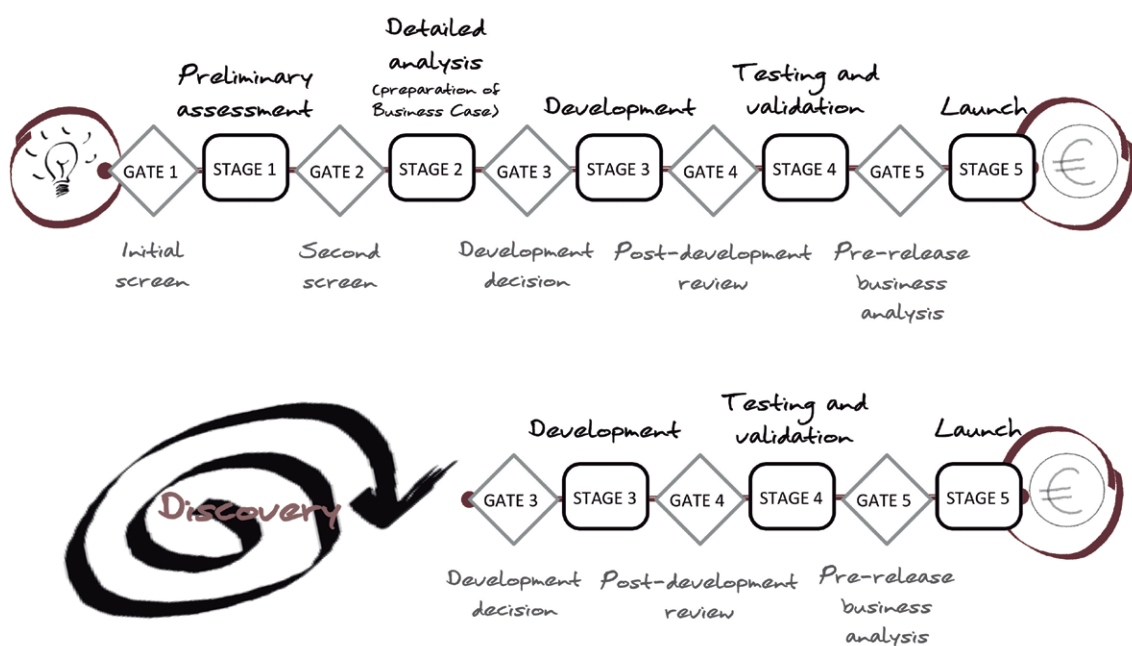 Detailed
analysis
(preparation of
Business Case)
Preliminary
assessment
Development
Testing and
validation
Launch
GATE 1
STAGE 1
GATE 2
STAGE 2
GATE 3
STAGE 3
GATE 4
STAGE 4
GATE 5
STAGE 5
€
Initial
screen
Second
screen
Development
decision
Post-development
review
Pre-release
business
analysis
Discovery
Development
Testing and
validation
Launch
GATE 3
STAGE 3
GATE 4
STAGE 4
GATE 5
STAGE 5
€
Development
decision
Post-development
review
Pre-release
business
analysis